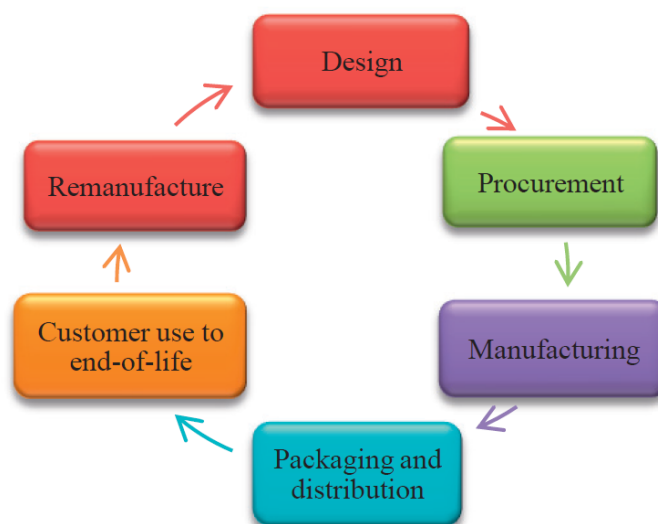 Design
Procurement
Manufacturing
Packaging and
distribution
Customer use to
end-of-life
Remanufacture